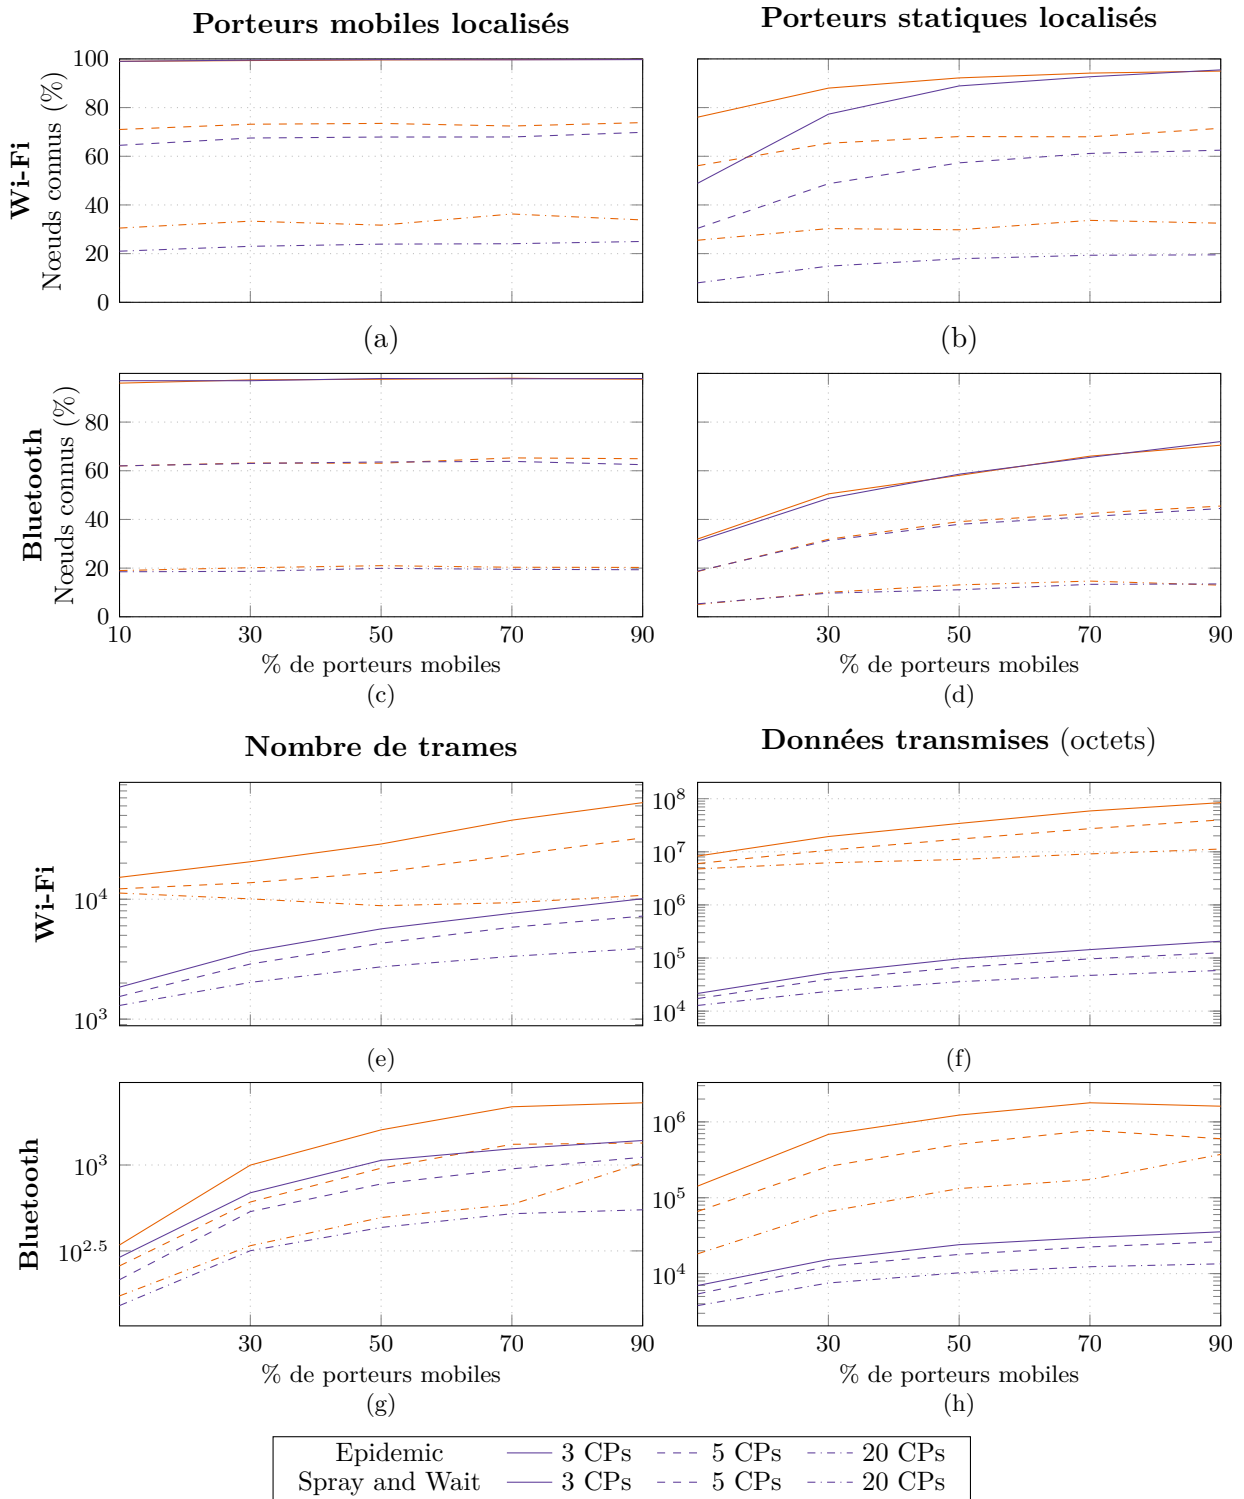 Porteurs mobiles localisés
Porteurs statiques localisés
Wi-Fi
Nœuds connus (%)
100
80
60
40
20
0
(a)
(b)
Bluetooth
Nœuds connus (%)
80
60
40
20
0
10
30
50
70
90
30
50
70
90
% de porteurs mobiles
% de porteurs mobiles
(c)
(d)
Nombre de trames
Données transmises (octets)
Wi-Fi
10^4
10^3
10^8
10^7
10^6
10^5
10^4
(e)
(f)
Bluetooth
10^3
10^2.5
10^6
10^5
10^4
30
50
70
90
30
50
70
90
% de porteurs mobiles
% de porteurs mobiles
(g)
(h)
Epidemic 3 CPs 5 CPs 20 CPs
Spray and Wait 3 CPs 5 CPs 20 CPs